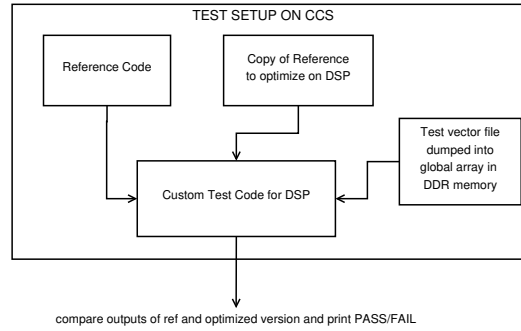 TEST SETUP ON CCS
Reference Code
Copy of Reference
to optimize on DSP
Test vector file
dumped into
global array in
DDR memory
Custom Test Code for DSP
compare outputs of ref and optimized version and print PASS/FAIL